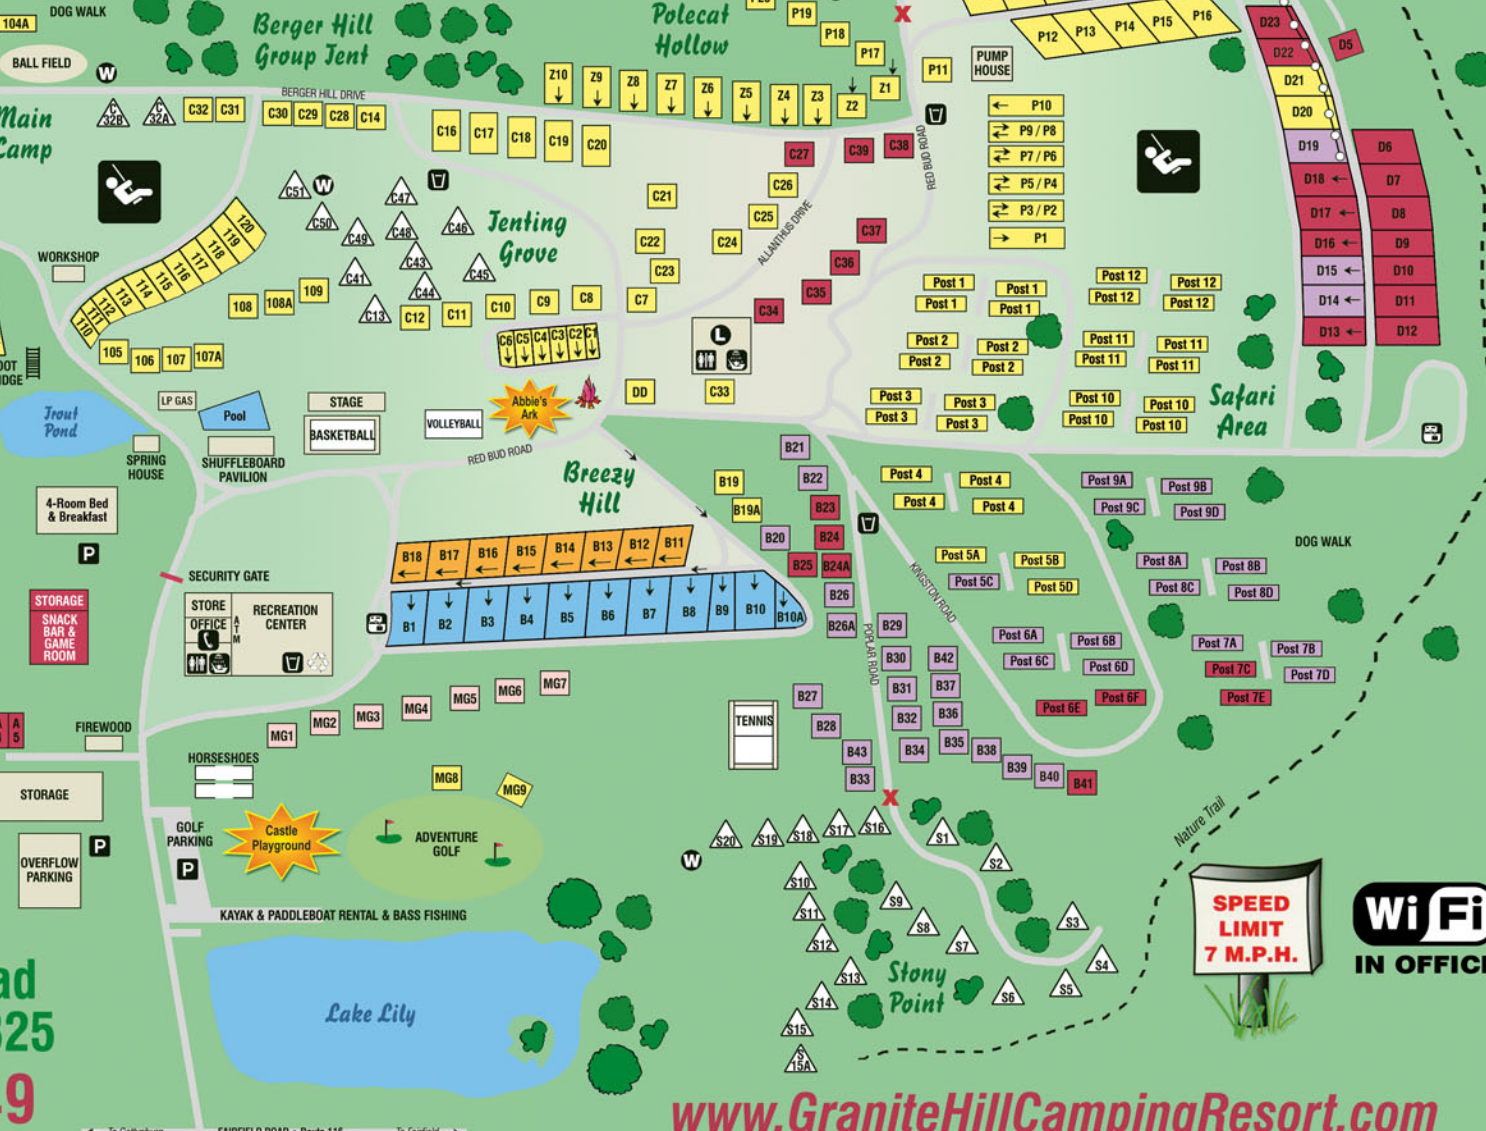 DOG WALK
104A
BALL FIELD
W
Berger Hill
Group Tent
Polecat
Hollow
P19
P18
P17
P12
P13
P14
P15
P16
D23
D22
D21
D20
D19
D18
D17
D16
D15
D14
D13
D5
D6
D7
D8
D9
D10
D11
D12
PUMP
HOUSE
P11
P10
P9 / P8
P7 / P6
P5 / P4
P3 / P2
P1
Z10
Z9
Z8
Z7
Z6
Z5
Z4
Z3
Z2
Z1
BERGER HILL DRIVE
Main
Camp
C
32B
C
32A
C32
C31
C30
C29
C28
C14
C16
C17
C18
C19
C20
C27
C39
C38
RED BUD ROAD
C51
W
C50
C47
C49
C48
C46
C41
C43
C45
C44
C13
Tenting
Grove
C21
C26
C25
C24
C22
C23
C7
C37
C36
C35
C34
ALLANTHUS DRIVE
WORKSHOP
120
119
118
117
116
115
114
113
112
111
110
108
108A
109
105
106
107
107A
C12
C11
C10
C9
C8
C6
C5
C4
C3
C2
C1
L
DD
C33
Abbie's
Ark
Post 1
Post 1
Post 1
Post 1
Post 12
Post 12
Post 12
Post 12
Post 2
Post 2
Post 2
Post 2
Post 11
Post 11
Post 11
Post 11
Post 3
Post 3
Post 3
Post 3
Post 10
Post 10
Post 10
Post 10
Safari
Area
Trout
Pond
LP GAS
Pool
STAGE
BASKETBALL
VOLLEYBALL
SPRING
HOUSE
SHUFFLEBOARD
PAVILION
RED BUD ROAD
Breezy
Hill
4-Room Bed
& Breakfast
P
SECURITY GATE
STORAGE
SNACK
BAR &
GAME
ROOM
STORE
OFFICE
ATM
RECREATION
CENTER
B18
B17
B16
B15
B14
B13
B12
B11
B1
B2
B3
B4
B5
B6
B7
B8
B9
B10
B10A
B19
B19A
B20
B21
B22
B23
B24
B25
B24A
B26
B26A
B29
B30
B42
B31
B37
B32
B36
B34
B35
B38
B39
B40
B41
B27
B28
B43
B33
POPLAR ROAD
KINGSTON ROAD
Post 4
Post 4
Post 4
Post 4
Post 5A
Post 5B
Post 5C
Post 5D
Post 6A
Post 6B
Post 6C
Post 6D
Post 6E
Post 6F
Post 9A
Post 9B
Post 9C
Post 9D
Post 8A
Post 8B
Post 8C
Post 8D
Post 7A
Post 7B
Post 7C
Post 7D
Post 7E
DOG WALK
Nature Trail
TENNIS
MG1
MG2
MG3
MG4
MG5
MG6
MG7
MG8
MG9
A
5
FIREWOOD
HORSESHOES
STORAGE
OVERFLOW
PARKING
P
GOLF
PARKING
P
Castle
Playground
ADVENTURE
GOLF
KAYAK & PADDLEBOAT RENTAL & BASS FISHING
Lake Lily
W
S20
S19
S18
S17
S16
S1
S2
S3
S4
S5
S6
S7
S8
S9
S10
S11
S12
S13
S14
S15
S
15A
Stony
Point
SPEED
LIMIT
7 M.P.H.
Wi Fi
IN OFFIC
ad
325
9
www.GraniteHillCampingResort.com
FAIRFIELD ROAD • Route 116